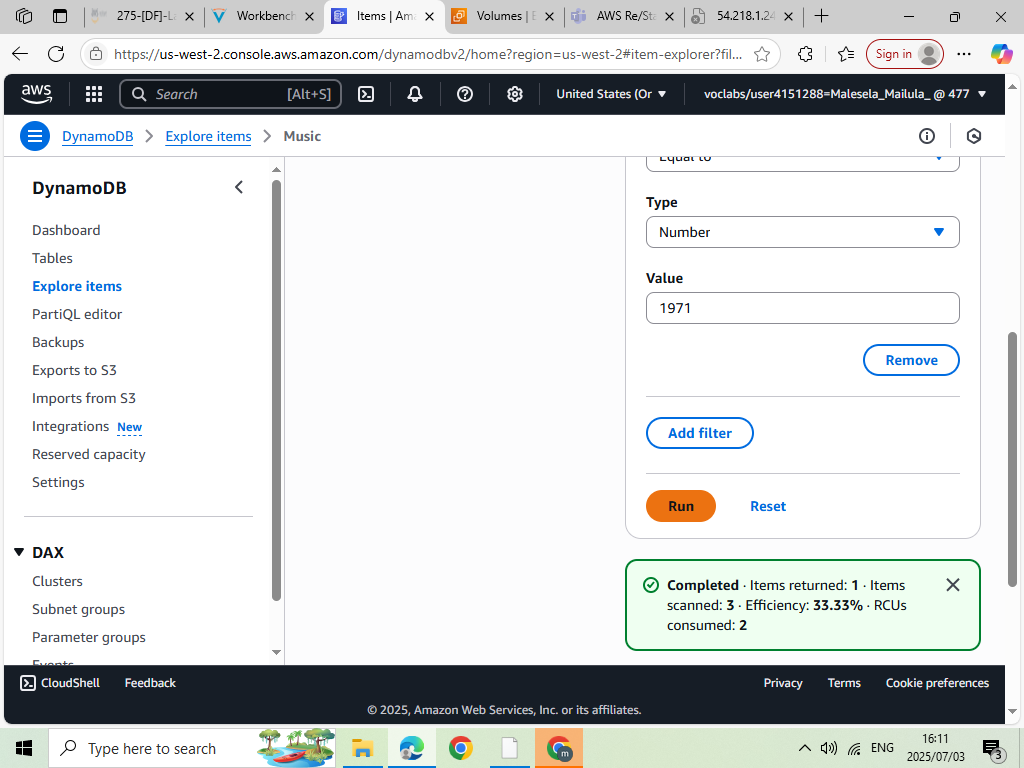 275-[DF]-L
Workbenc
Items | Am
Volumes | E
AWS Re/Sta
54.218.1.24
https://us-west-2.console.aws.amazon.com/dynamodbv2/home?region=us-west-2#item-explorer?fil...
Sign in
aws
Search
[Alt+S]
United States (Or
voclabs/user4151288=Malesela_Mailula_ @ 477
DynamoDB
Explore items
Music
DynamoDB
Dashboard
Tables
Explore items
PartiQL editor
Backups
Exports to S3
Imports from S3
Integrations New
Reserved capacity
Settings
DAX
Clusters
Subnet groups
Parameter groups
Events
Equal to
Type
Number
Value
1971
Remove
Add filter
Run
Reset
Completed · Items returned: 1 · Items
scanned: 3 · Efficiency: 33.33% · RCUs
consumed: 2
CloudShell
Feedback
Privacy
Terms
Cookie preferences
© 2025, Amazon Web Services, Inc. or its affiliates.
Type here to search
m
ENG
16:11
2025/07/03
3